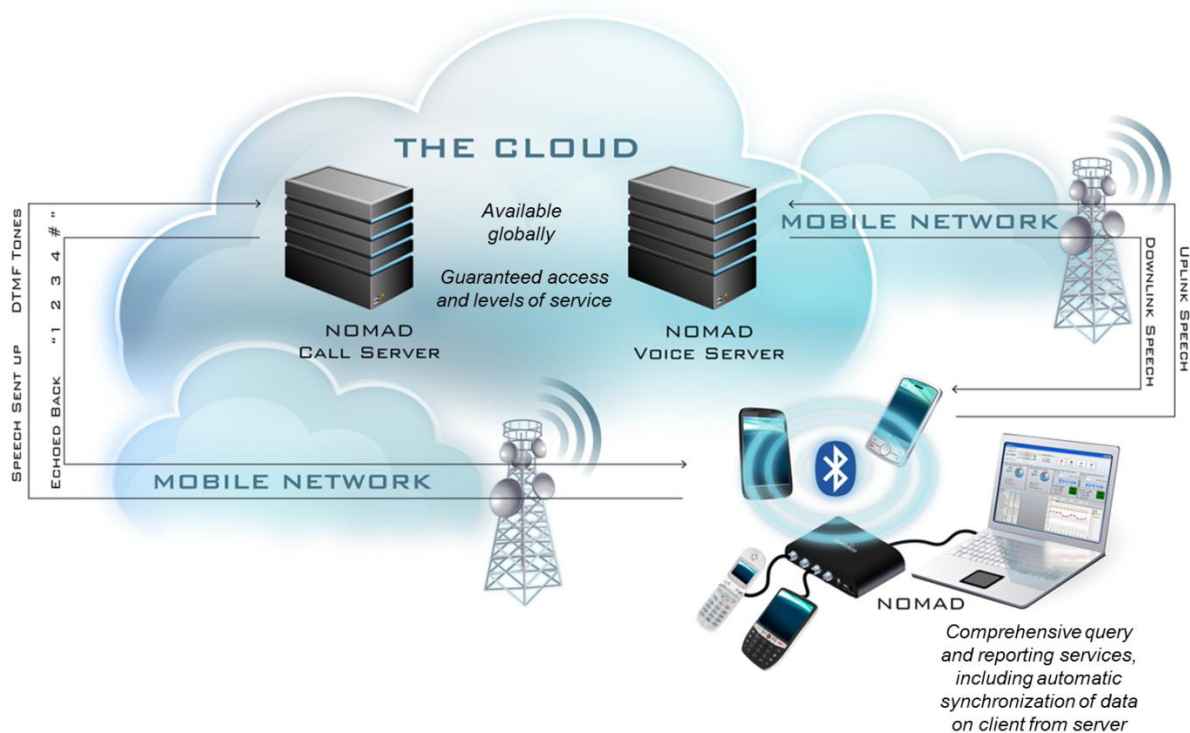 THE CLOUD
Available
globally
Guaranteed access
and levels of service
NOMAD
CALL SERVER
NOMAD
VOICE SERVER
MOBILE NETWORK
DOWNLINK SPEECH
UPLINK SPEECH
SPEECH SENT UP DTMF TONES
ECHOED BACK "1 2 3 4 #"
MOBILE NETWORK
NOMAD
Comprehensive query
and reporting services,
including automatic
synchronization of data
on client from server